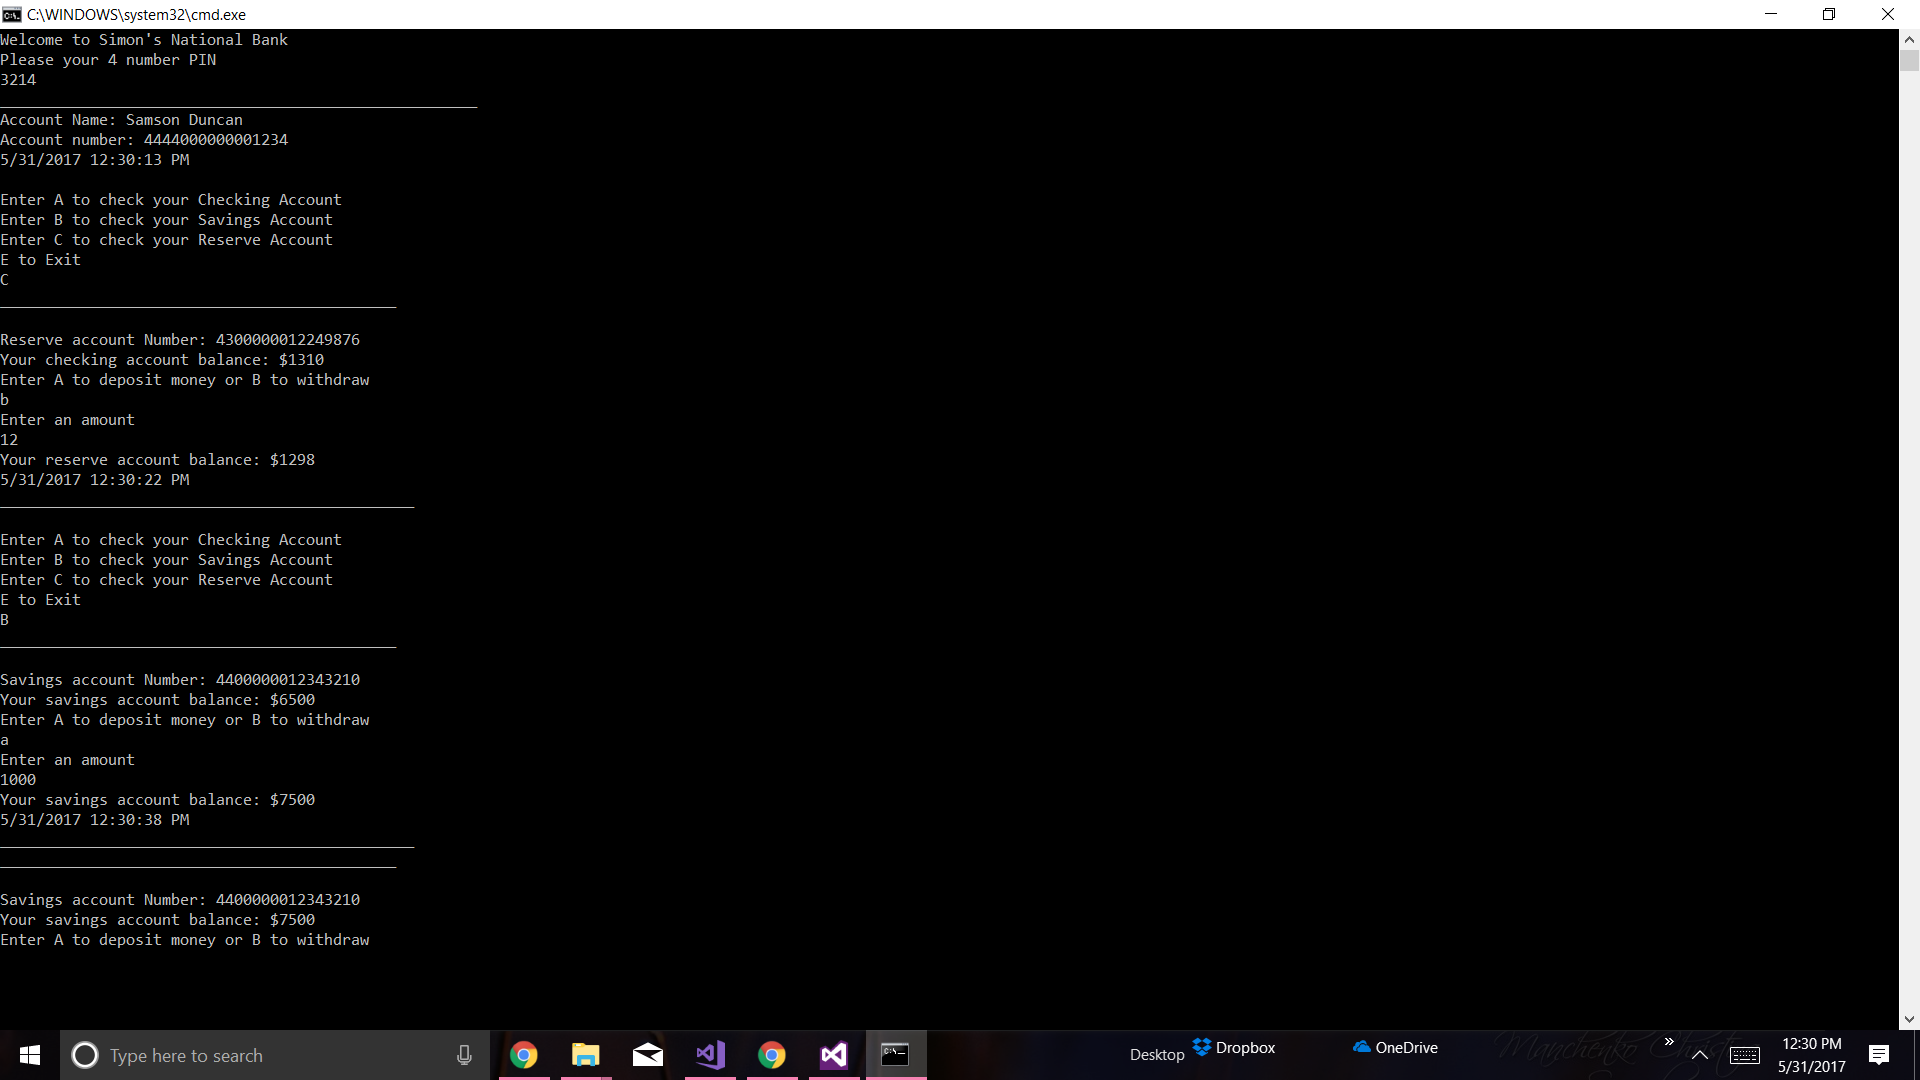 C:\WINDOWS\system32\cmd.exe
Welcome to Simon's National Bank
Please your 4 number PIN
3214
_____________________________________________________
Account Name: Samson Duncan
Account number: 4444000000001234
5/31/2017 12:30:13 PM
Enter A to check your Checking Account
Enter B to check your Savings Account
Enter C to check your Reserve Account
E to Exit
C
____________________________________________
Reserve account Number: 4300000012249876
Your checking account balance: $1310
Enter A to deposit money or B to withdraw
b
Enter an amount
12
Your reserve account balance: $1298
5/31/2017 12:30:22 PM
______________________________________________
Enter A to check your Checking Account
Enter B to check your Savings Account
Enter C to check your Reserve Account
E to Exit
B
____________________________________________
Savings account Number: 4400000012343210
Your savings account balance: $6500
Enter A to deposit money or B to withdraw
a
Enter an amount
1000
Your savings account balance: $7500
5/31/2017 12:30:38 PM
______________________________________________
____________________________________________
Savings account Number: 4400000012343210
Your savings account balance: $7500
Enter A to deposit money or B to withdraw
Type here to search
Desktop
Dropbox
OneDrive
Manchenko
12:30 PM
5/31/2017